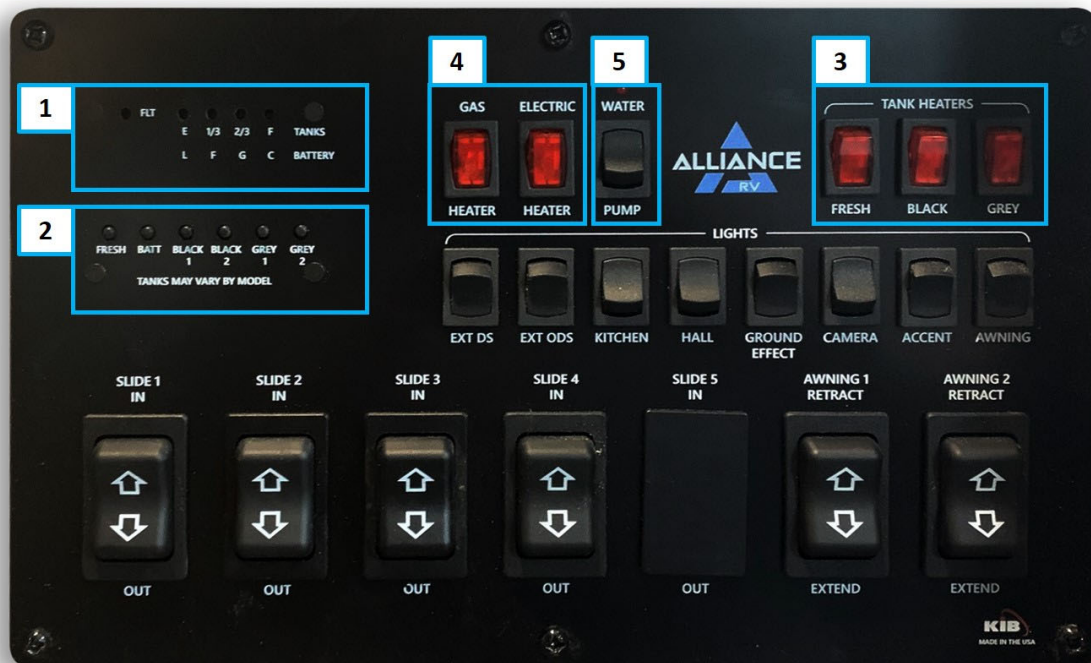 1
FLT
E 1/3 2/3 F TANKS
L F G C BATTERY
2
FRESH BATT BLACK 1 BLACK 2 GREY 1 GREY 2
TANKS MAY VARY BY MODEL
4
GAS ELECTRIC
HEATER HEATER
5
WATER
PUMP
ALLIANCE
RV
3
TANK HEATERS
FRESH BLACK GREY
LIGHTS
EXT DS EXT ODS KITCHEN HALL GROUND EFFECT CAMERA ACCENT AWNING
SLIDE 1 IN
OUT
SLIDE 2 IN
OUT
SLIDE 3 IN
OUT
SLIDE 4 IN
OUT
SLIDE 5 IN
OUT
AWNING 1 RETRACT
EXTEND
AWNING 2 RETRACT
EXTEND
KIB
MADE IN THE USA